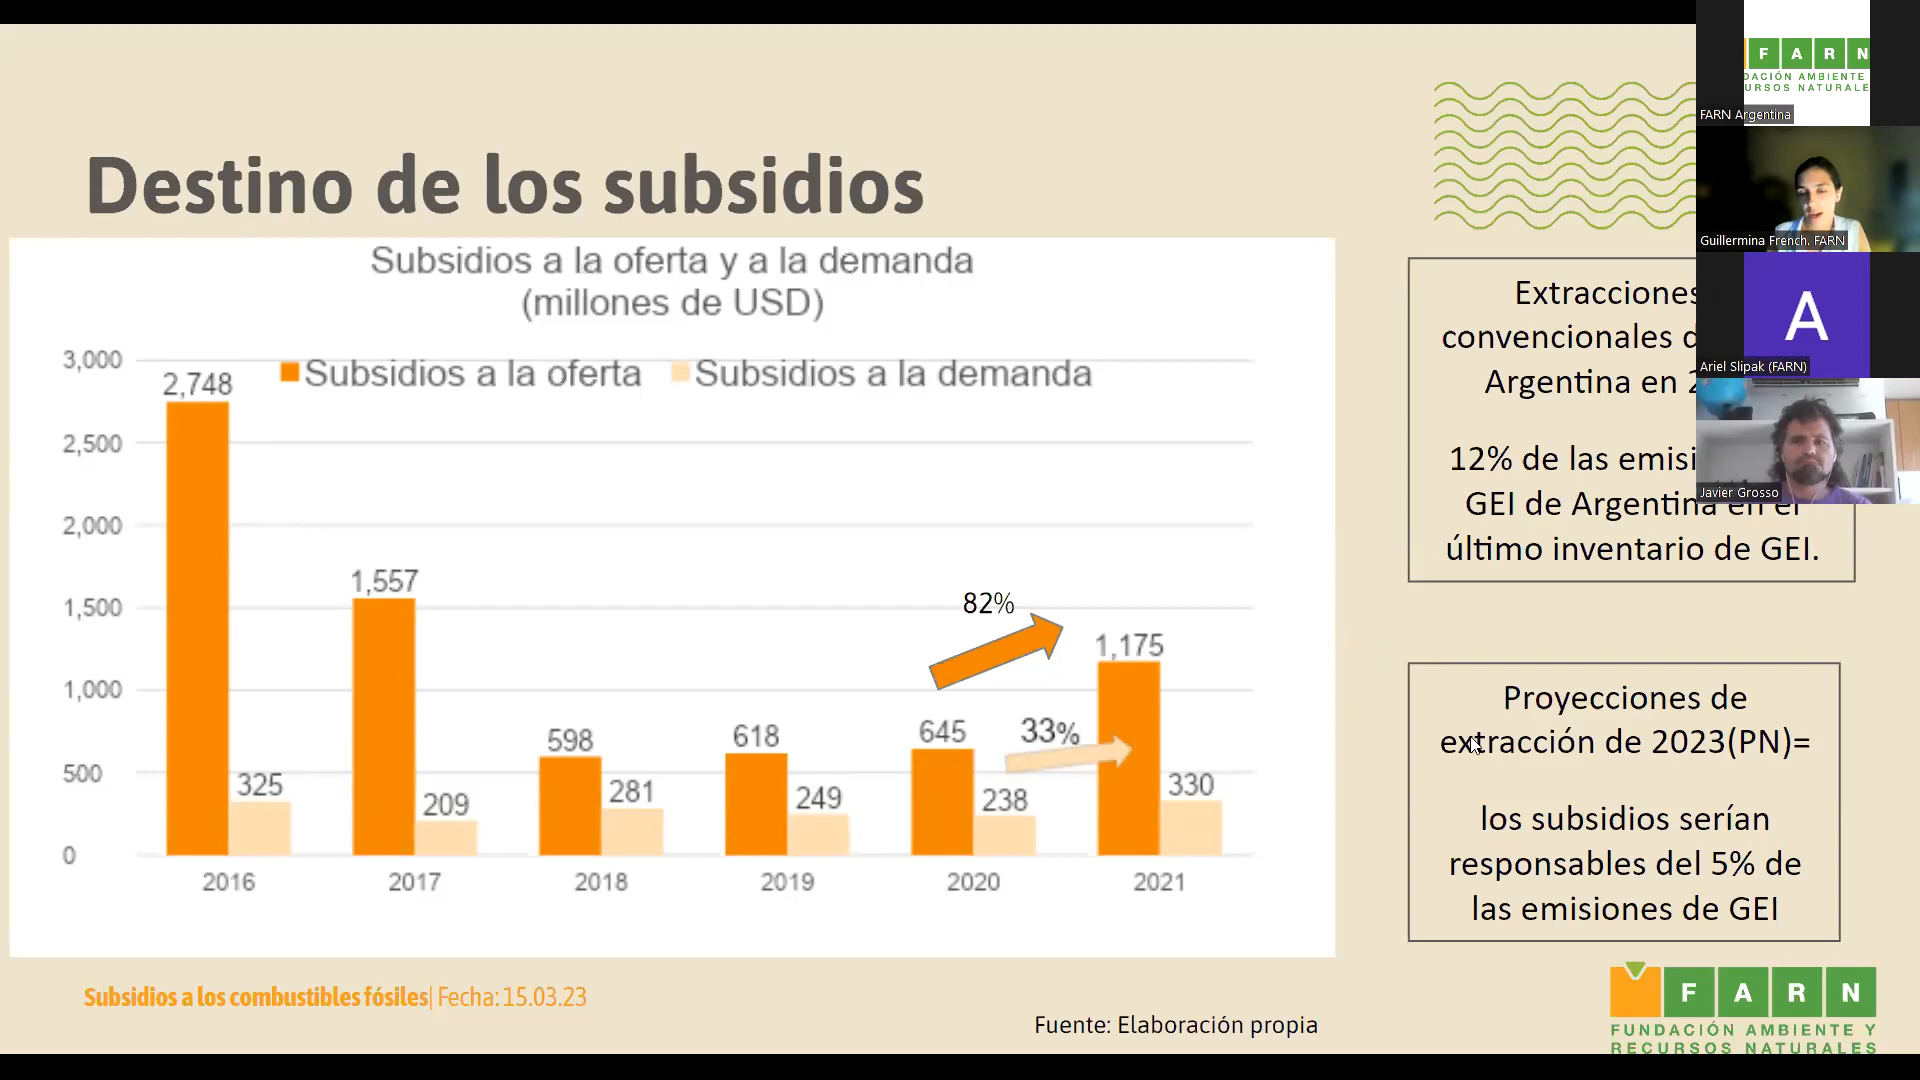 Destino de los subsidios
Subsidios a la oferta y a la demanda
(millones de USD)
Subsidios a la oferta
Subsidios a la demanda
3,000
2,500
2,000
1,500
1,000
500
0
2,748
325
1,557
209
598
281
618
249
645
238
1,175
330
82%
33%
2016
2017
2018
2019
2020
2021
Extracciones
convencionales
Argentina en
12% de las
GEI de Argentina en el
último inventario de GEI.
Proyecciones de
extracción de 2023(PN)=
los subsidios serían
responsables del 5% de
las emisiones de GEI
Subsidios a los combustibles fósiles| Fecha: 15.03.23
Fuente: Elaboración propia
FARN
FUNDACIÓN AMBIENTE Y
RECURSOS NATURALES
FARN
AMBIENTE
FARN Argentina
Guillermina French. FARN
A
Ariel Slipak (FARN)
Javier Grosso